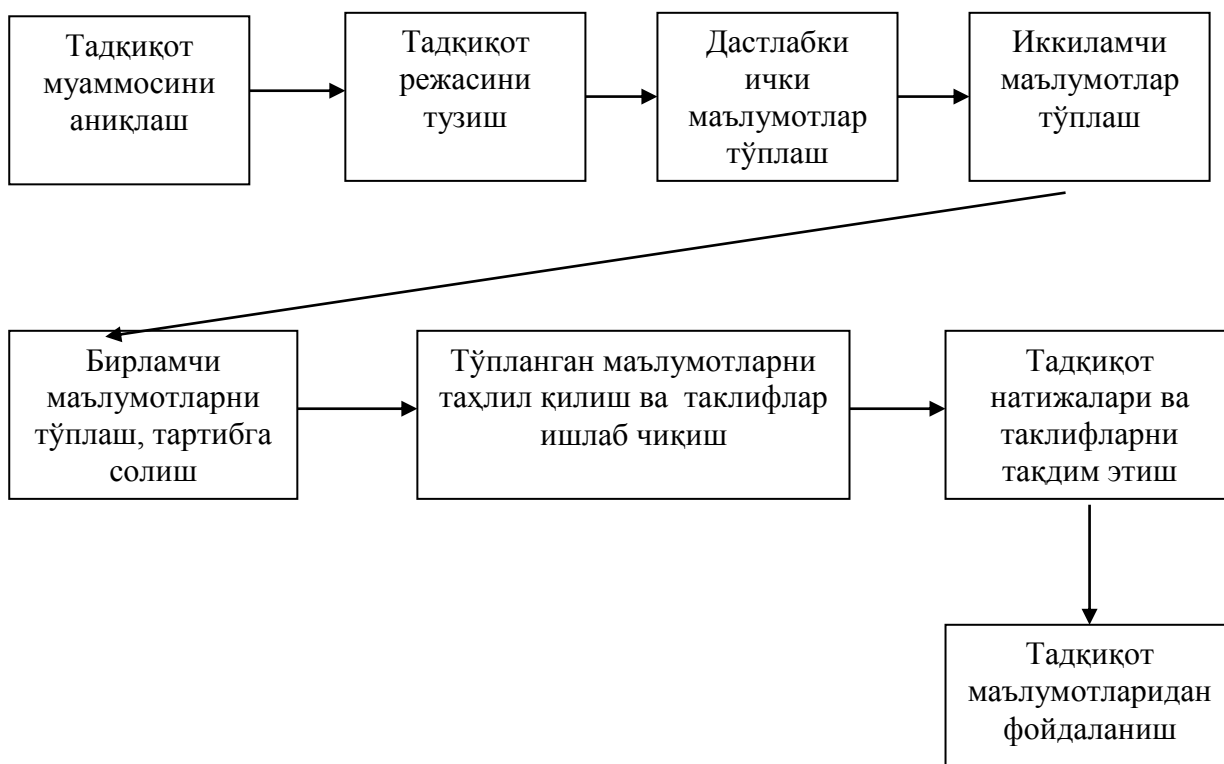 Тадқиқот
муаммосини
аниқлаш
Тадқиқот
режасини
тузиш
Дастлабки
ички
маълумотлар
тўплаш
Иккиламчи
маълумотлар
тўплаш
Бирламчи
маълумотларни
тўплаш, тартибга
солиш
Тўпланган маълумотларни
таҳлил қилиш ва таклифлар
ишлаб чиқиш
Тадқиқот
натижалари ва
таклифларни
тақдим этиш
Тадқиқот
маълумотларидан
фойдаланиш